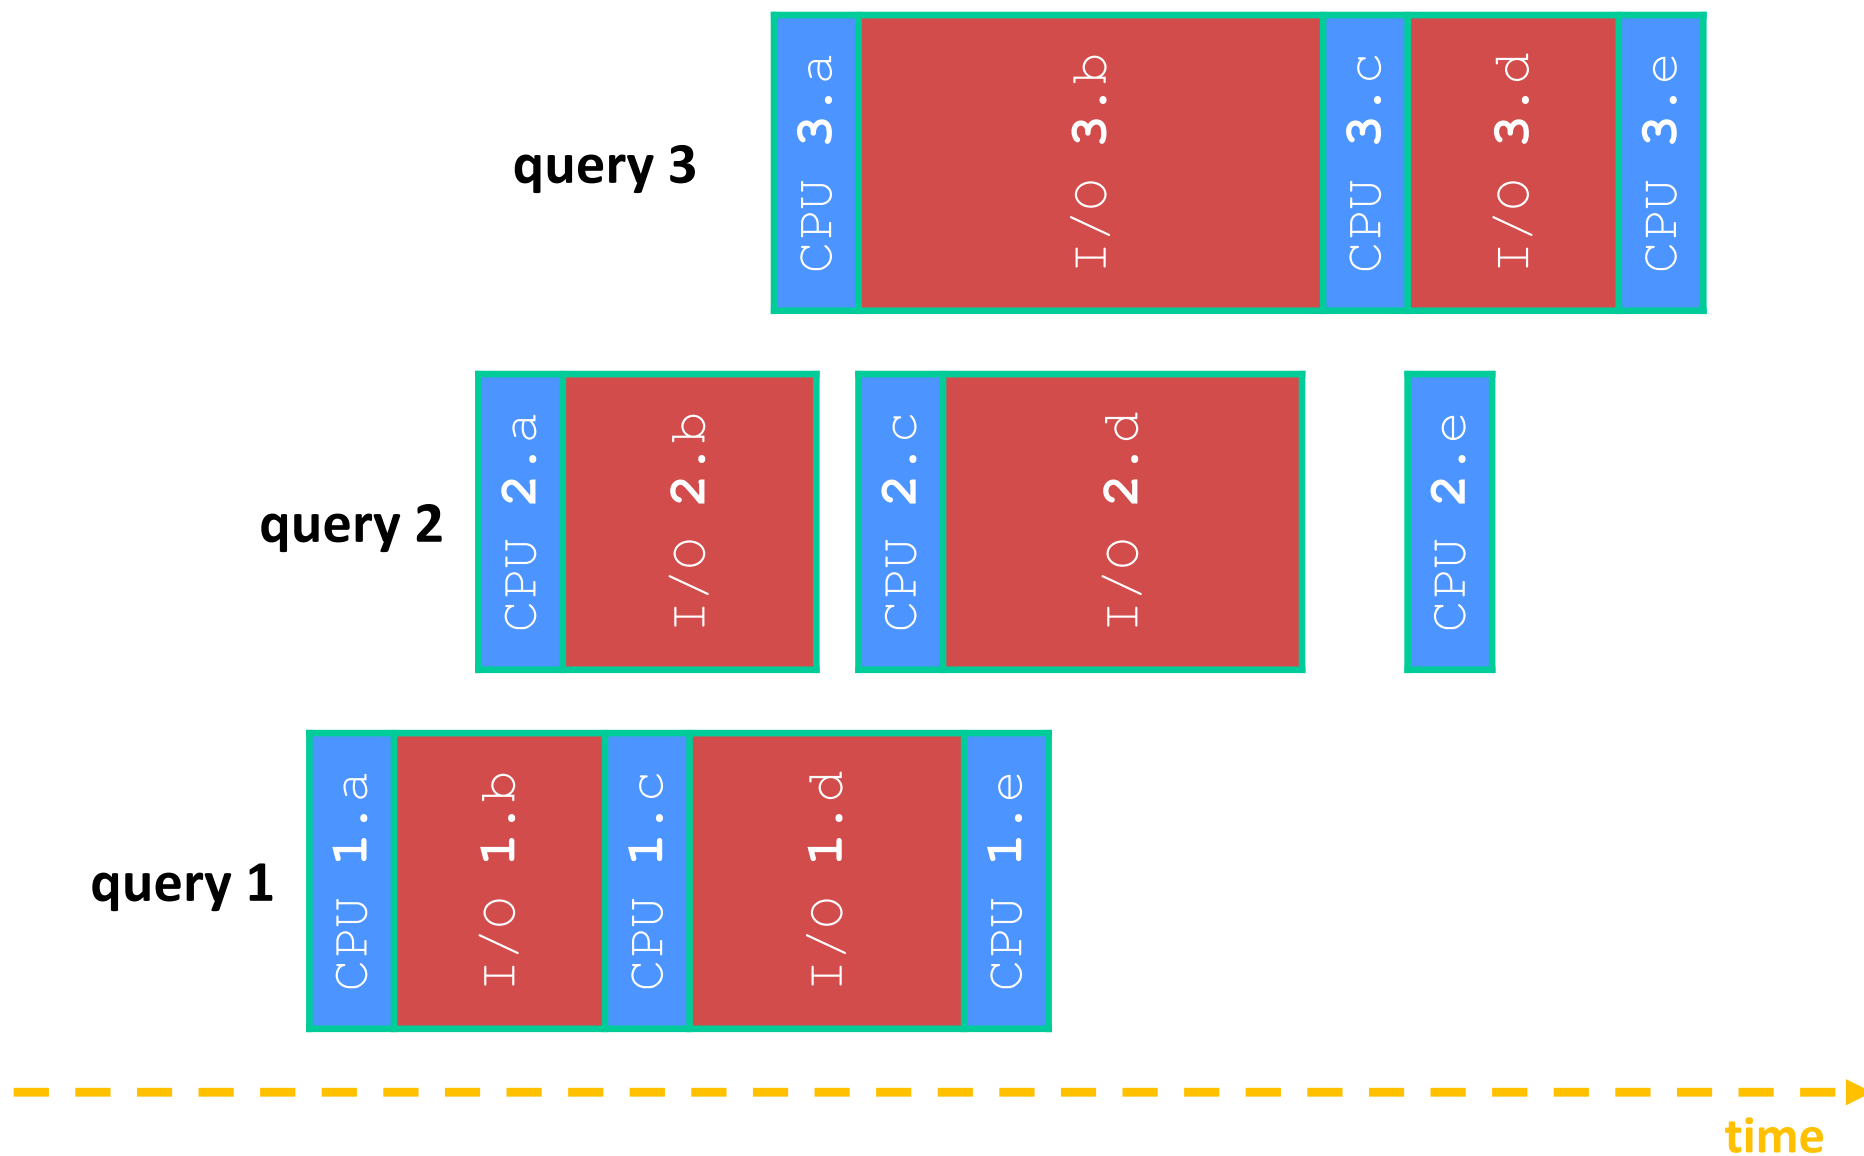 query 3
CPU 3.a
I/O 3.b
CPU 3.c
I/O 3.d
CPU 3.e
query 2
CPU 2.a
I/O 2.b
CPU 2.c
I/O 2.d
CPU 2.e
query 1
CPU 1.a
I/O 1.b
CPU 1.c
I/O 1.d
CPU 1.e
time